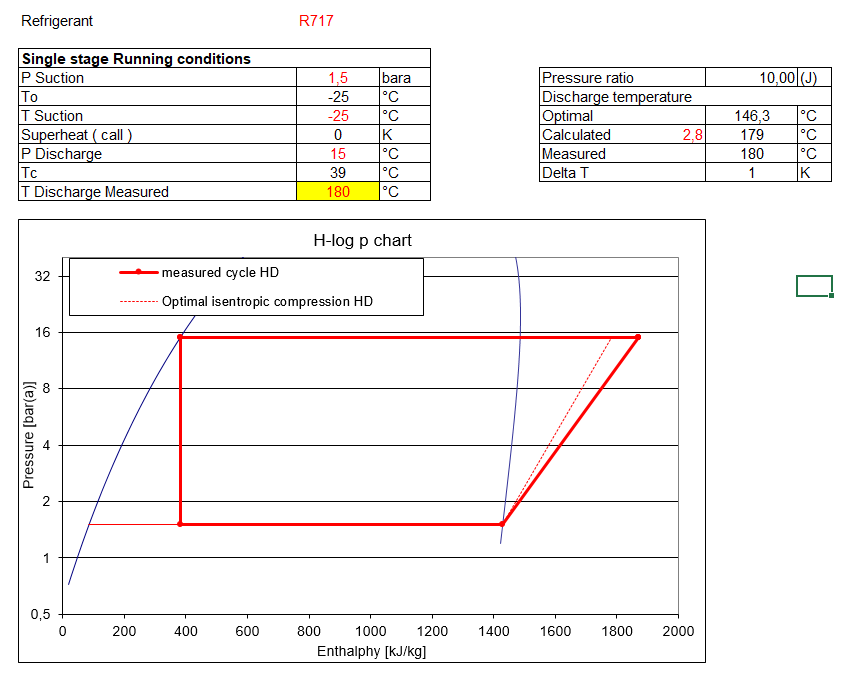 Refrigerant R717
Single stage Running conditions
P Suction 1,5 bara
To -25 °C
T Suction -25 °C
Superheat ( call ) 0 K
P Discharge 15 °C
Tc 39 °C
T Discharge Measured 180 °C
Pressure ratio 10,00 (J)
Discharge temperature
Optimal 146,3 °C
Calculated 2,8 179 °C
Measured 180 °C
Delta T 1 K
H-log p chart
measured cycle HD
Optimal isentropic compression HD
Pressure [bar(a)]
32
16
8
4
2
1
0,5
0 200 400 600 800 1000 1200 1400 1600 1800 2000
Enthalphy [kJ/kg]